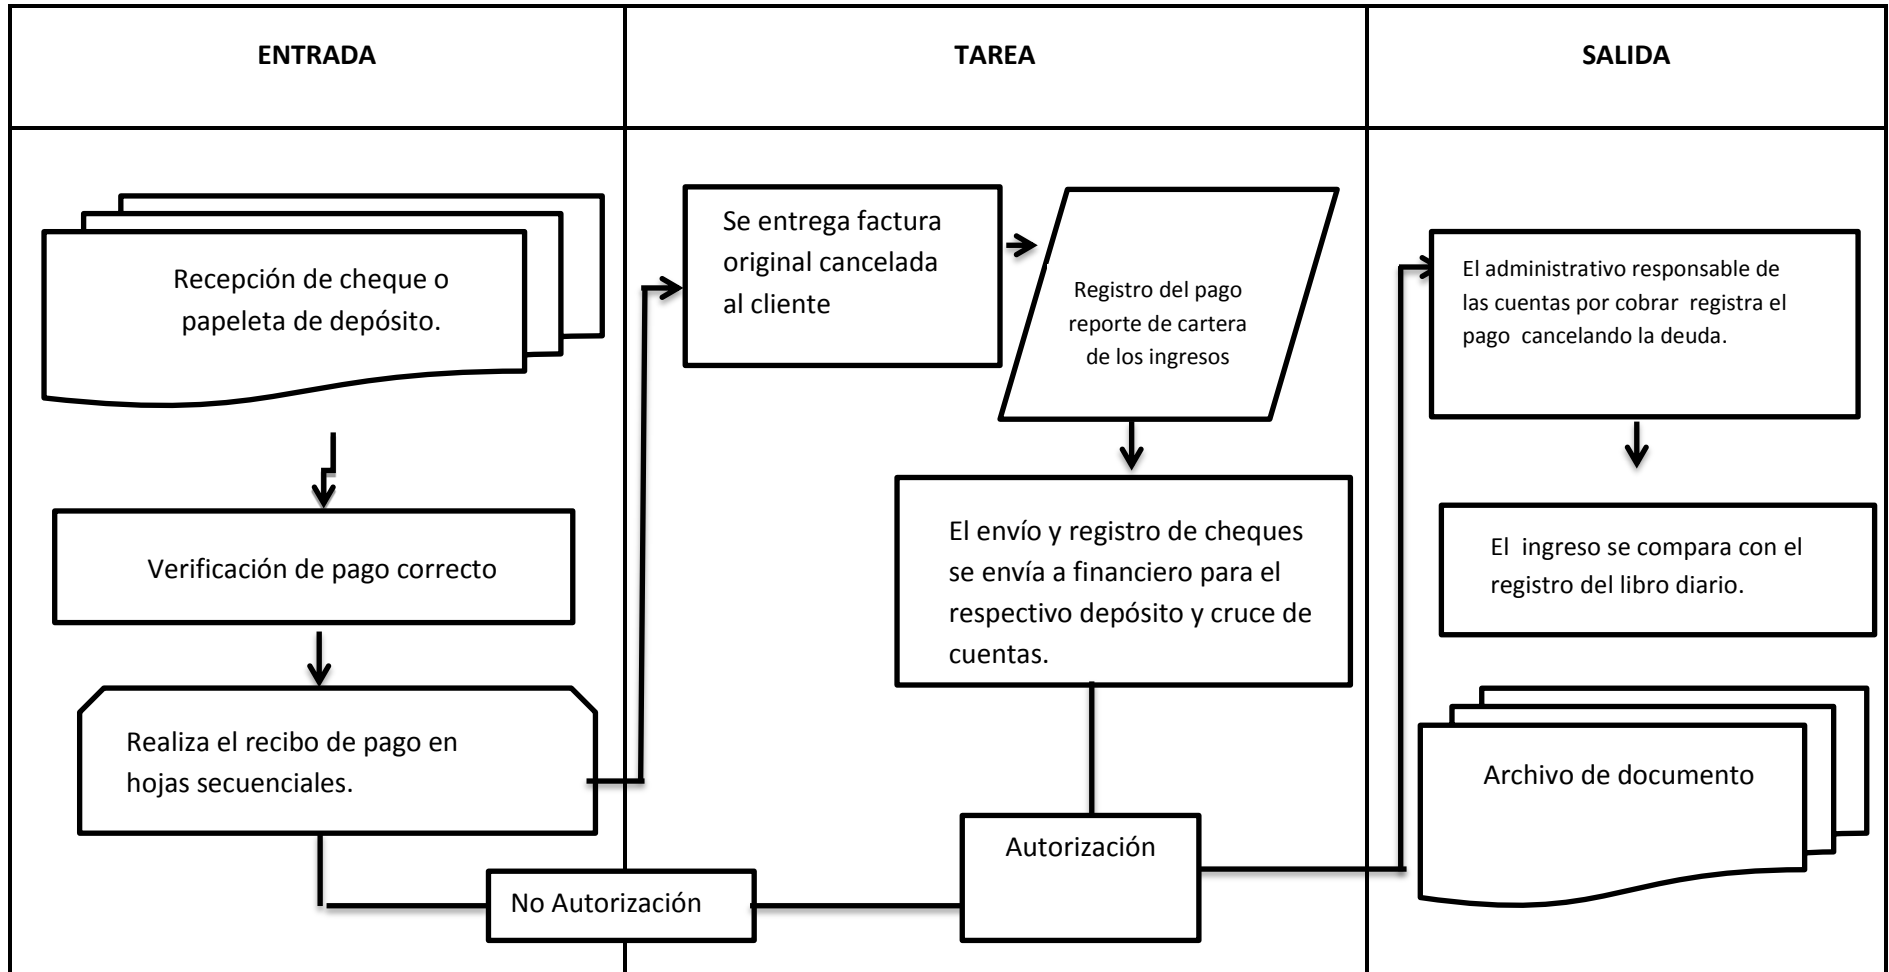 ENTRADA
TAREA
SALIDA
Recepción de cheque o
papeleta de depósito.
Verificación de pago correcto
Realiza el recibo de pago en
hojas secuenciales.
No Autorización
Se entrega factura
original cancelada
al cliente
Registro del pago
reporte de cartera
de los ingresos
El envío y registro de cheques
se envía a financiero para el
respectivo depósito y cruce de
cuentas.
Autorización
El administrativo responsable de
las cuentas por cobrar registra el
pago cancelando la deuda.
El ingreso se compara con el
registro del libro diario.
Archivo de documento